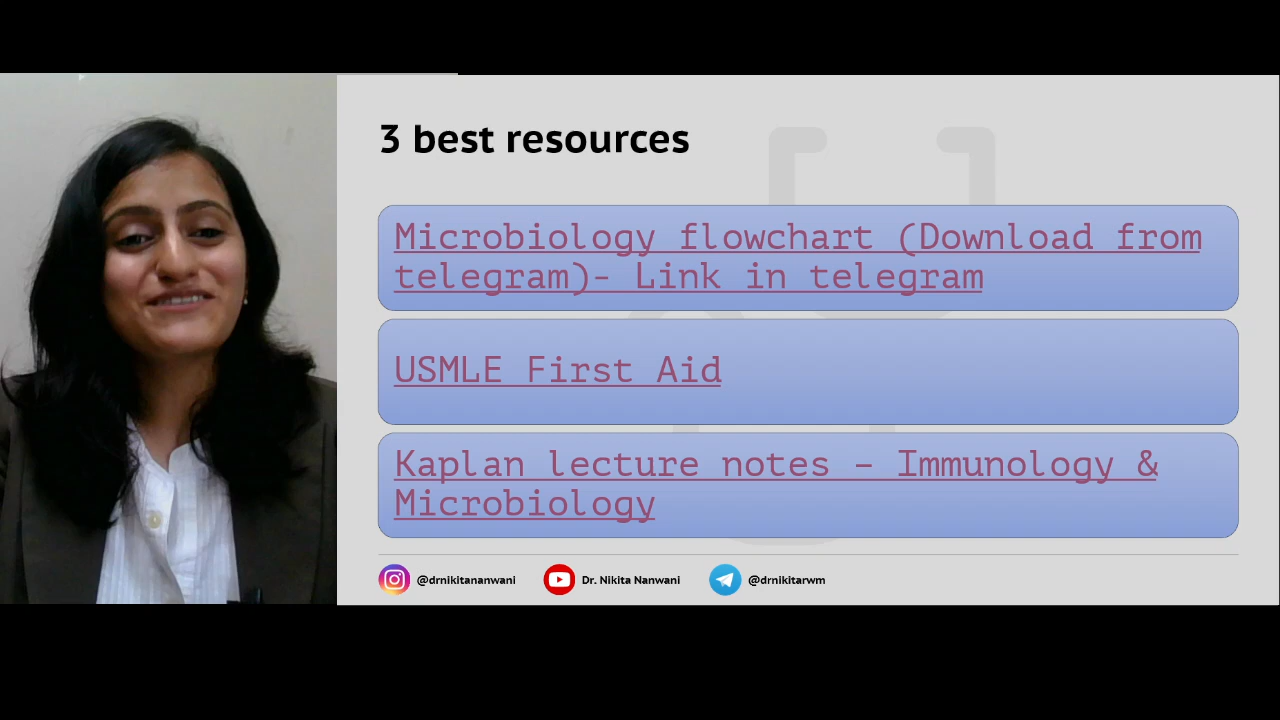 3 best resources
Microbiology flowchart (Download from
telegram)- Link in telegram
USMLE First Aid
Kaplan lecture notes – Immunology &
Microbiology
@drnikitananwani
Dr. Nikita Nanwani
@drnikitarwm